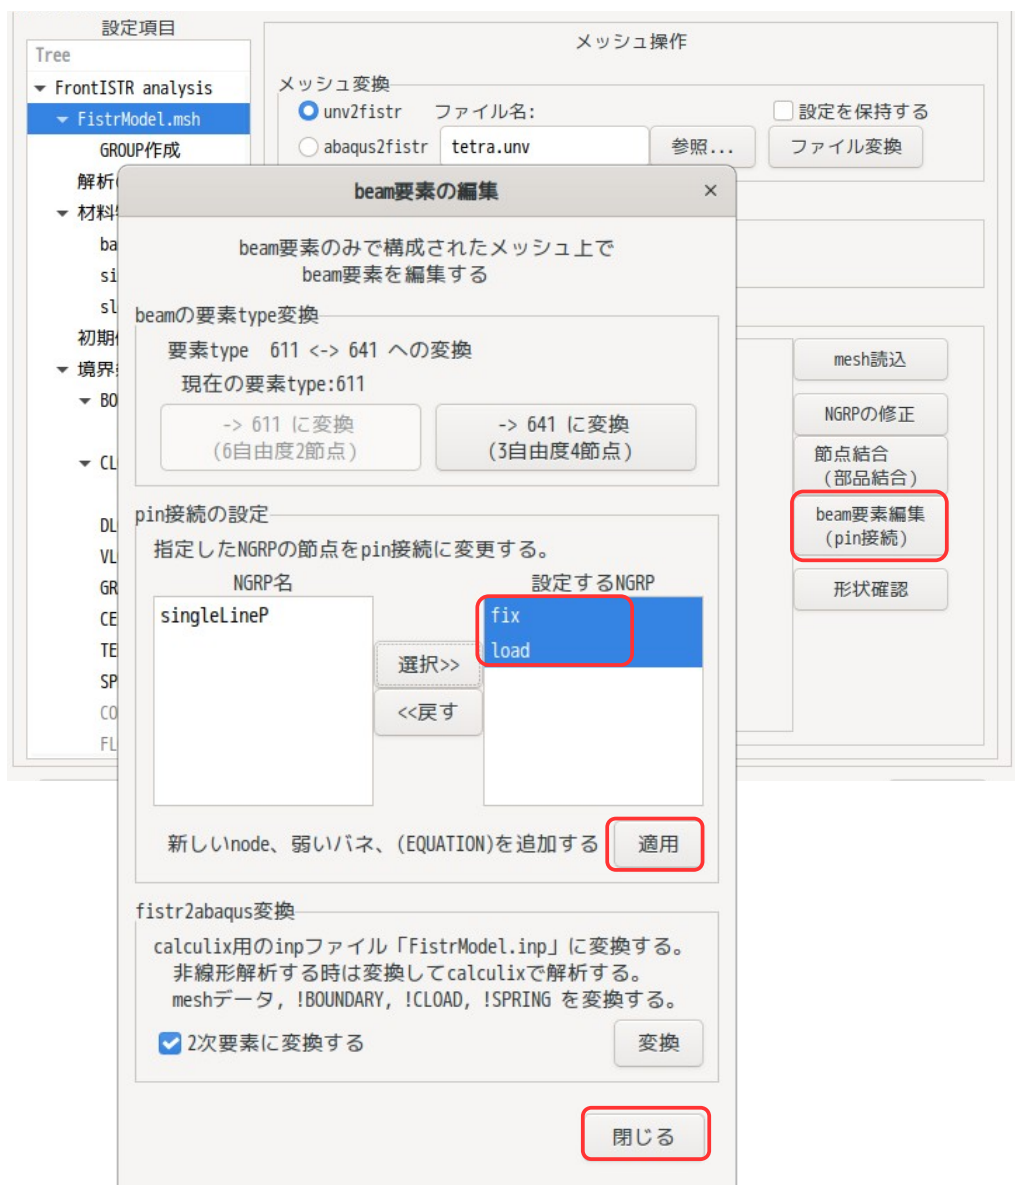 設定項目
Tree
FrontISTR analysis
FistrModel.msh
GROUP作成
解析
材料
ba
si
sl
初期
境界
BO
CL
DL
VL
GR
CE
TE
SP
CO
FL
メッシュ操作
メッシュ変換
unv2fistr ファイル名: 設定を保持する
abaqus2fistr tetra.unv 参照... ファイル変換
mesh読込
NGRPの修正
節点結合
(部品結合)
beam要素編集
(pin接続)
形状確認
beam要素の編集 ×
beam要素のみで構成されたメッシュ上で
beam要素を編集する
beamの要素type変換
要素type 611 <-> 641 への変換
現在の要素type:611
-> 611 に変換
(6自由度2節点)
-> 641 に変換
(3自由度4節点)
pin接続の設定
指定したNGRPの節点をpin接続に変更する。
NGRP名 設定するNGRP
singleLineP
fix
load
選択>>
<<戻す
新しいnode、弱いバネ、(EQUATION)を追加する 適用
fistr2abaqus変換
calculix用のinpファイル「FistrModel.inp」に変換する。
非線形解析する時は変換してcalculixで解析する。
meshデータ, !BOUNDARY, !CLOAD, !SPRING を変換する。
2次要素に変換する 変換
閉じる